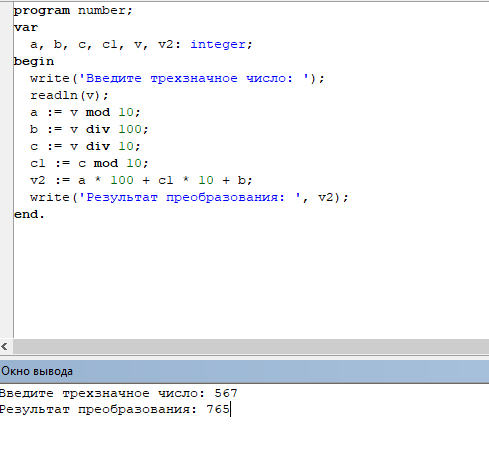 program number;
var
  a, b, c, c1, v, v2: integer;
begin
  write('Введите трехзначное число: ');
  readln(v);
  a := v mod 10;
  b := v div 100;
  c := v div 10;
  c1 := c mod 10;
  v2 := a * 100 + c1 * 10 + b;
  write('Результат преобразования: ', v2);
end.
Окно вывода
Введите трехзначное число: 567
Результат преобразования: 765